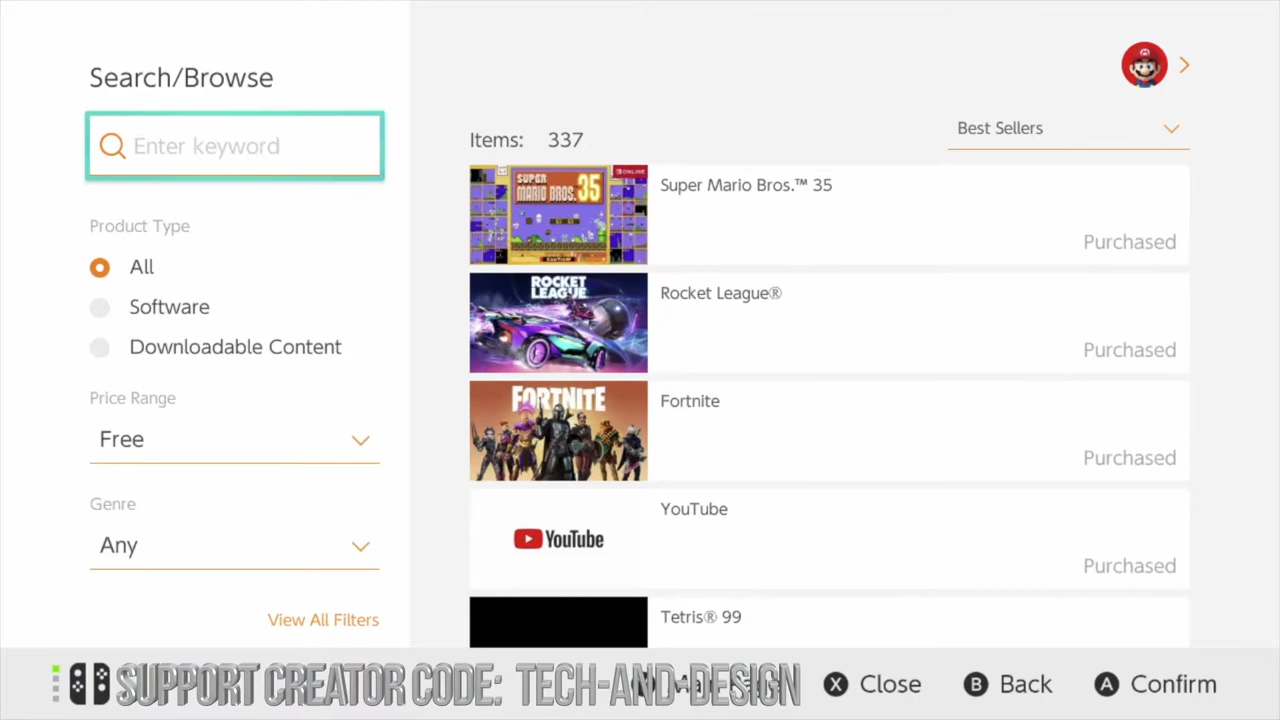 Search/Browse
Enter keyword
Product Type
All
Software
Downloadable Content
Price Range
Free
Genre
Any
View All Filters
Items: 337
Best Sellers
ONLINE
SUPER
MARIO BROS. 35
Super Mario Bros.™ 35
Purchased
ROCKET
LEAGUE
Rocket League®
Purchased
FORTNITE
Fortnite
Purchased
YouTube
YouTube
Purchased
Tetris® 99
SUPPORT CREATOR CODE: TECH-AND-DESIGN
X Close
B Back
A Confirm